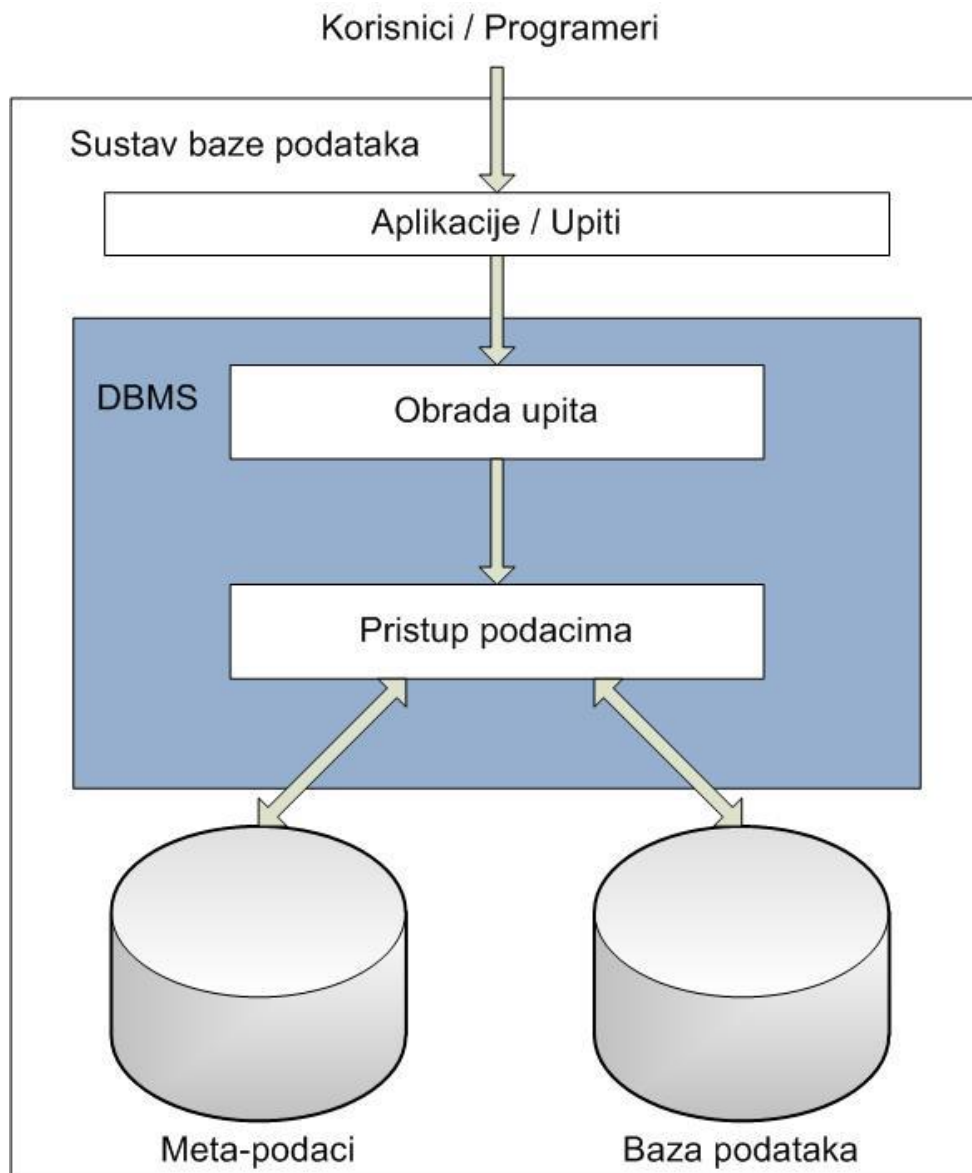 Korisnici / Programeri
Sustav baze podataka
Aplikacije / Upiti
DBMS
Obrada upita
Pristup podacima
Meta-podaci
Baza podataka